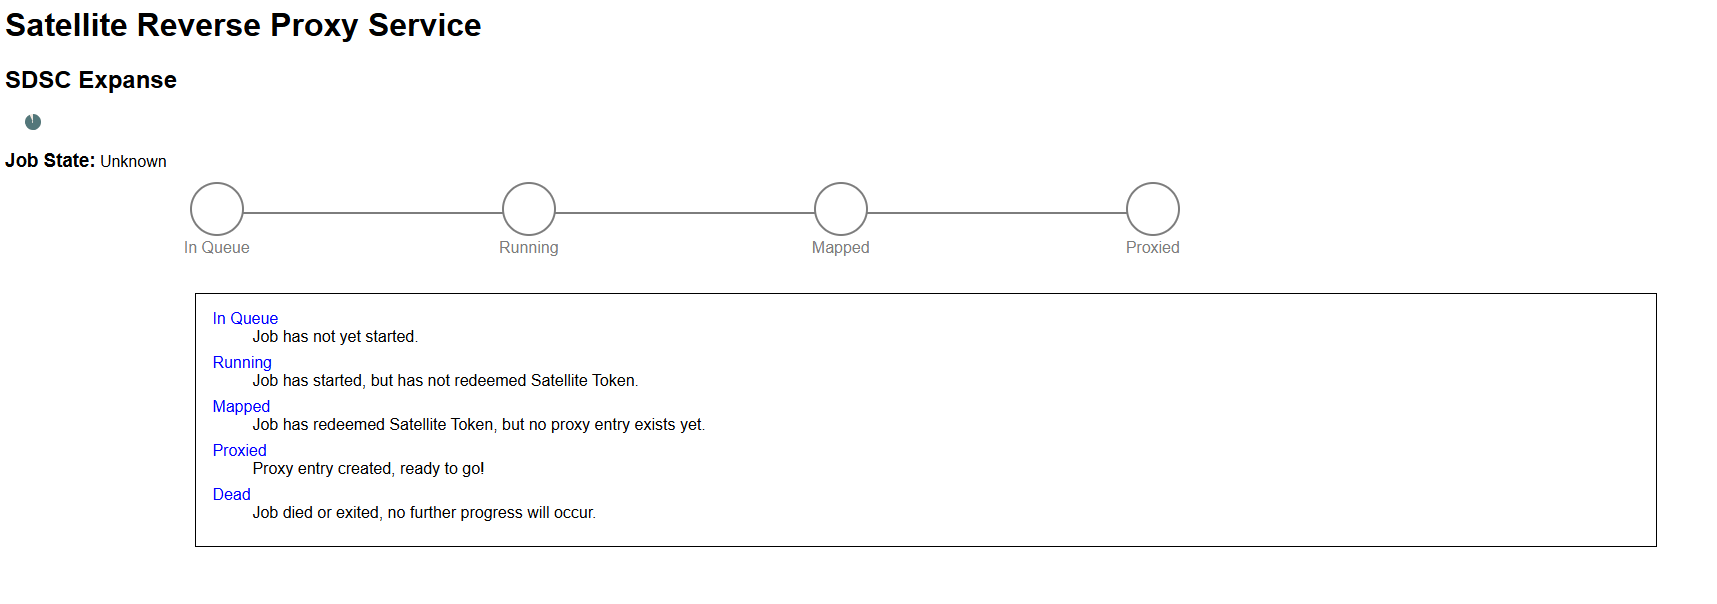 Satellite Reverse Proxy Service
SDSC Expanse
Job State: Unknown
In Queue Running Mapped Proxied
In Queue
Job has not yet started.
Running
Job has started, but has not redeemed Satellite Token.
Mapped
Job has redeemed Satellite Token, but no proxy entry exists yet.
Proxied
Proxy entry created, ready to go!
Dead
Job died or exited, no further progress will occur.